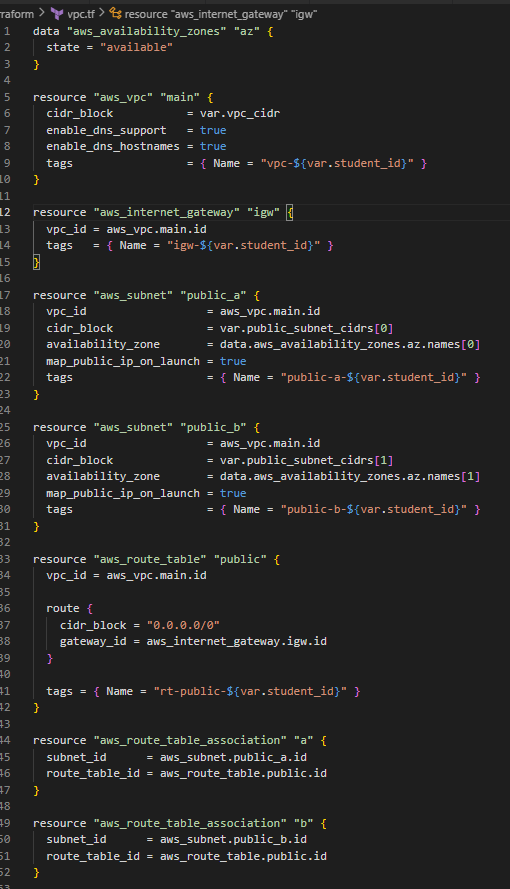 rraform > vpc.tf > resource "aws_internet_gateway" "igw"
1 data "aws_availability_zones" "az" {
2   state = "available"
3 }
4
5 resource "aws_vpc" "main" {
6   cidr_block           = var.vpc_cidr
7   enable_dns_support   = true
8   enable_dns_hostnames = true
9   tags                 = { Name = "vpc-${var.student_id}" }
10 }
11
12 resource "aws_internet_gateway" "igw" {
13   vpc_id = aws_vpc.main.id
14   tags   = { Name = "igw-${var.student_id}" }
15 }
16
17 resource "aws_subnet" "public_a" {
18   vpc_id                  = aws_vpc.main.id
19   cidr_block              = var.public_subnet_cidrs[0]
20   availability_zone       = data.aws_availability_zones.az.names[0]
21   map_public_ip_on_launch = true
22   tags                    = { Name = "public-a-${var.student_id}" }
23 }
24
25 resource "aws_subnet" "public_b" {
26   vpc_id                  = aws_vpc.main.id
27   cidr_block              = var.public_subnet_cidrs[1]
28   availability_zone       = data.aws_availability_zones.az.names[1]
29   map_public_ip_on_launch = true
30   tags                    = { Name = "public-b-${var.student_id}" }
31 }
32
33 resource "aws_route_table" "public" {
34   vpc_id = aws_vpc.main.id
35
36   route {
37     cidr_block = "0.0.0.0/0"
38     gateway_id = aws_internet_gateway.igw.id
39   }
40
41   tags = { Name = "rt-public-${var.student_id}" }
42 }
43
44 resource "aws_route_table_association" "a" {
45   subnet_id      = aws_subnet.public_a.id
46   route_table_id = aws_route_table.public.id
47 }
48
49 resource "aws_route_table_association" "b" {
50   subnet_id      = aws_subnet.public_b.id
51   route_table_id = aws_route_table.public.id
52 }